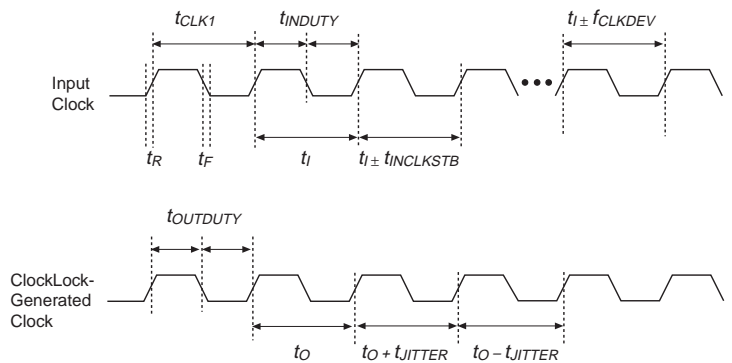 tCLK1 tINDUTY tI ± fCLKDEV
Input
Clock
tR tF tI tI ± tINCLKSTB
tOUTDUTY
ClockLock-
Generated
Clock
tO tO + tJITTER tO – tJITTER